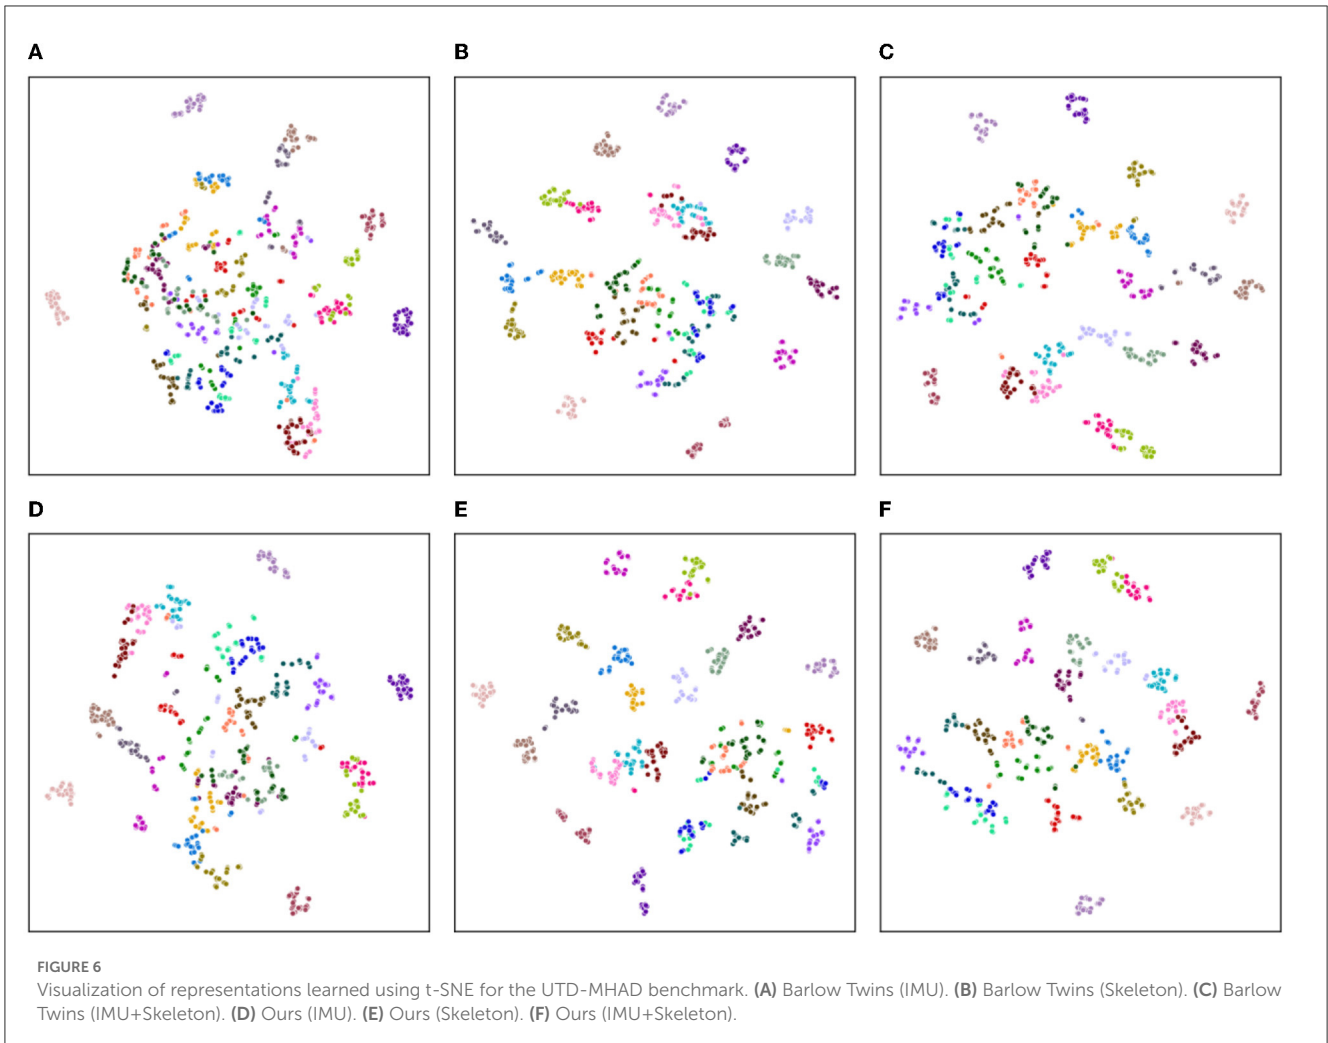 A
B
C
D
E
F
FIGURE 6
Visualization of representations learned using t-SNE for the UTD-MHAD benchmark. (A) Barlow Twins (IMU). (B) Barlow Twins (Skeleton). (C) Barlow
Twins (IMU+Skeleton). (D) Ours (IMU). (E) Ours (Skeleton). (F) Ours (IMU+Skeleton).